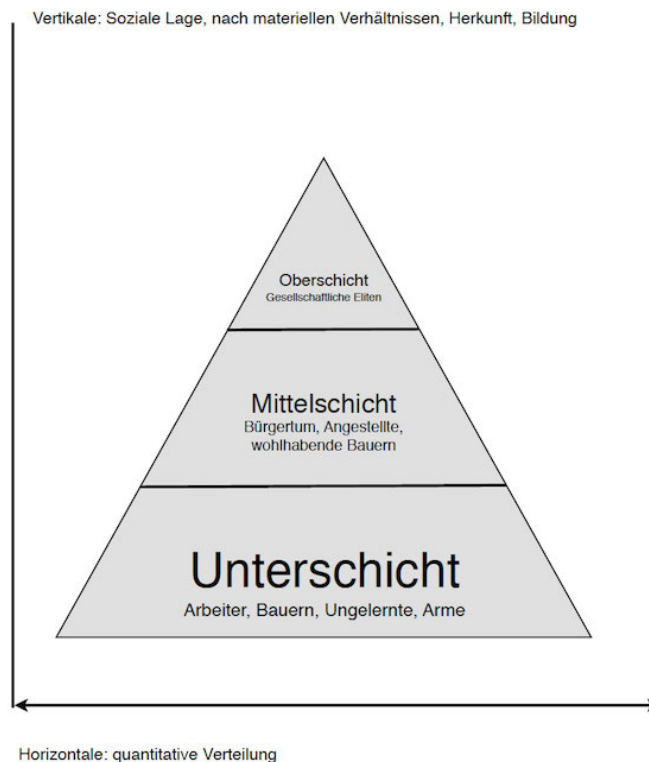 Vertikale: Soziale Lage, nach materiellen Verhältnissen, Herkunft, Bildung
Oberschicht
Gesellschaftliche Eliten
Mittelschicht
Bürgertum, Angestellte,
wohlhabende Bauern
Unterschicht
Arbeiter, Bauern, Ungelernte, Arme
Horizontale: quantitative Verteilung